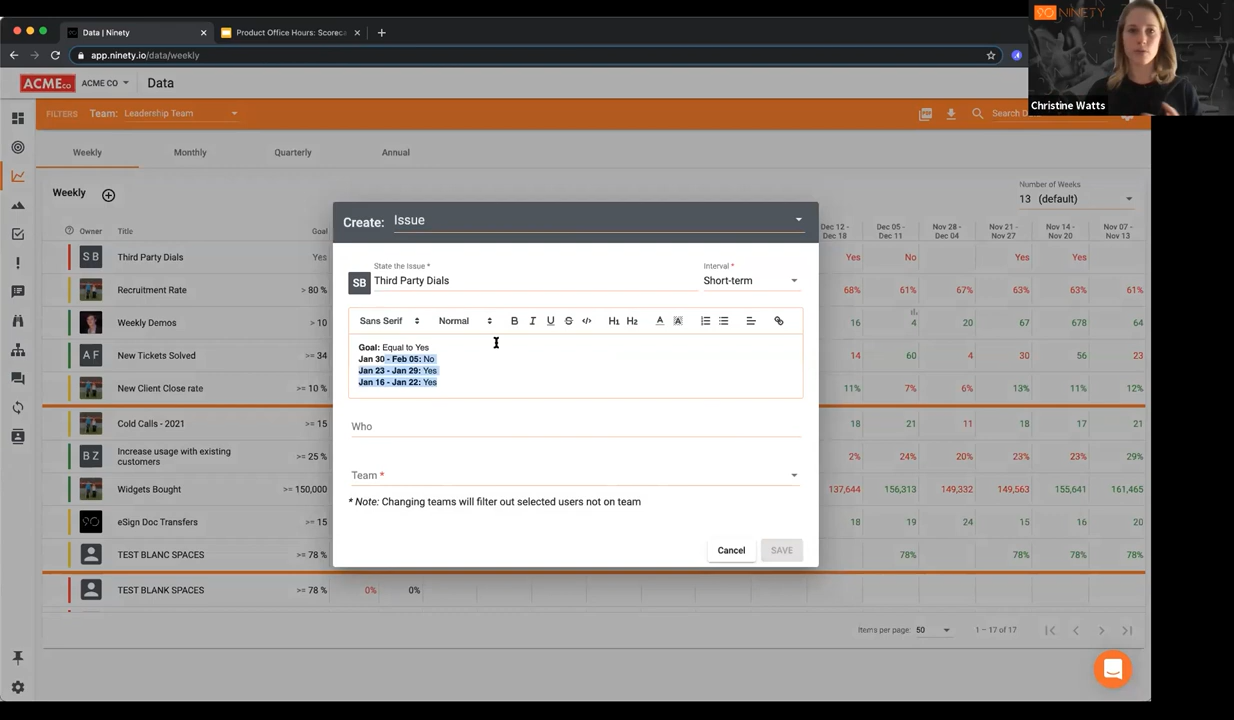 Data | Ninety
Product Office Hours: Scoreca
app.ninety.io/data/weekly
NINETY
Christine Watts
ACMEco
ACME CO
Data
FILTERS
Team: Leadership Team
Weekly
Monthly
Quarterly
Annual
Weekly
Number of Weeks
13 (default)
Owner Title Goal
Dec 12 - Dec 18
Dec 05 - Dec 11
Nov 28 - Dec 04
Nov 21 - Nov 27
Nov 14 - Nov 20
Nov 07 - Nov 13
SB Third Party Dials Yes Yes No Yes Yes
Recruitment Rate > 80 % 68% 61% 67% 63% 63% 61%
Weekly Demos > 10 16 4 20 67 678 64
AF New Tickets Solved >= 34 14 60 4 30 56 23
New Client Close rate >= 10 % 11% 7% 6% 13% 11% 12%
Cold Calls - 2021 >= 15 18 21 11 18 17 21
BZ Increase usage with existing customers >= 25 % 2% 24% 20% 23% 23% 29%
Widgets Bought >= 150,000 137,644 156,313 149,332 149,563 155,641 161,465
90 eSign Doc Transfers >= 15 18 19 24 15 16 20
TEST BLANC SPACES >= 78 % 78% 78% 78% 78%
TEST BLANK SPACES >= 78 % 0% 0%
Items per page: 50
1 – 17 of 17
Create: Issue
State the Issue *
SB Third Party Dials
Interval *
Short-term
Sans Serif
Normal
B I U S </> H1 H2 A A
Goal: Equal to Yes
Jan 30 - Feb 05: No
Jan 23 - Jan 29: Yes
Jan 16 - Jan 22: Yes
Who
Team *
* Note: Changing teams will filter out selected users not on team
Cancel
SAVE